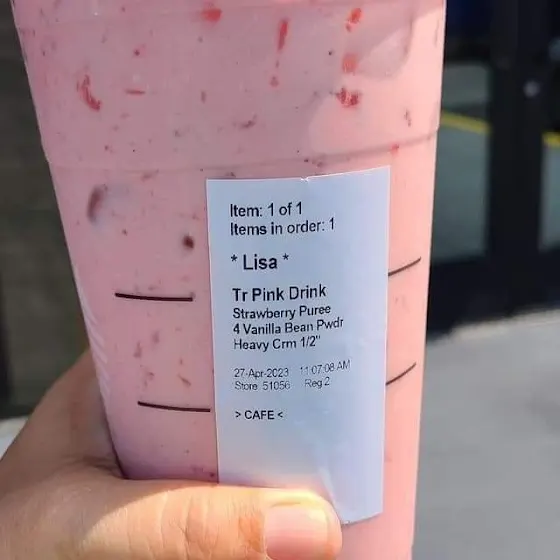 Item: 1 of 1
Items in order: 1
* Lisa *
Tr Pink Drink
Strawberry Puree
4 Vanilla Bean Pwdr
Heavy Crm 1/2"
27-Apr-2023 11:07:08 AM
Store: 51056 Reg 2
> CAFE <